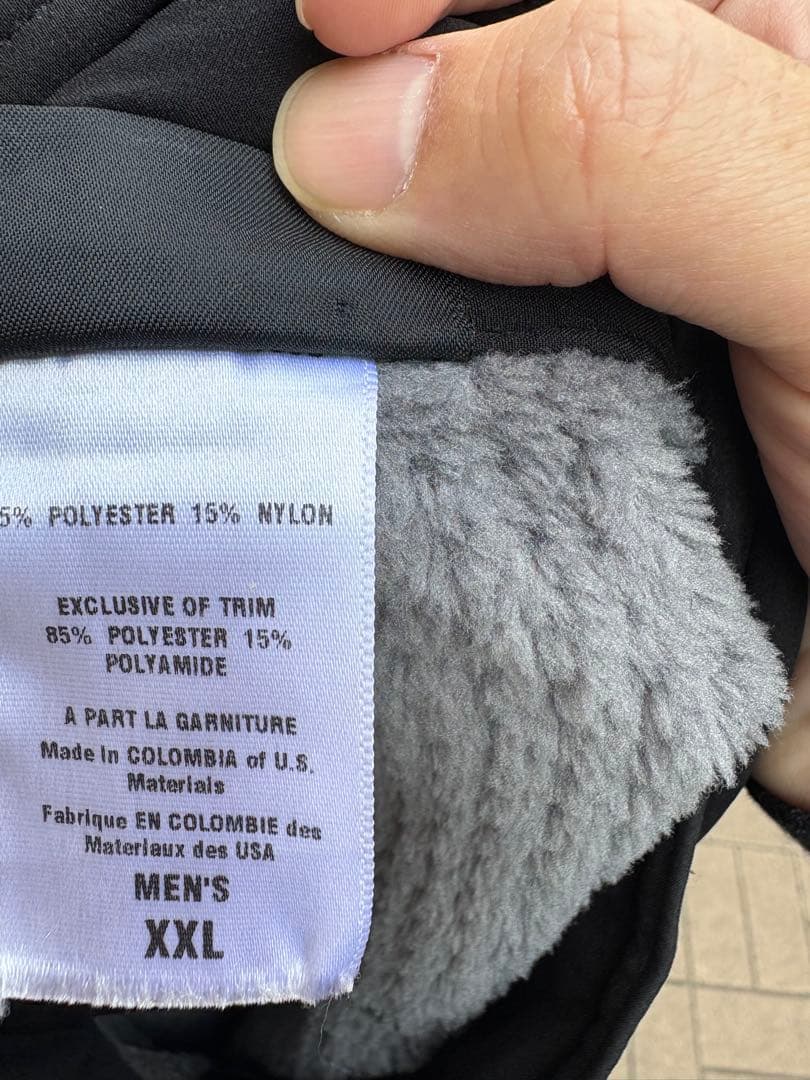 5% POLYESTER 15% NYLON
EXCLUSIVE OF TRIM
85% POLYESTER 15%
POLYAMIDE
A PART LA GARNITURE
Made in COLOMBIA of U.S.
Materials
Fabrique EN COLOMBIE des
Materiaux des USA
MEN'S
XXL